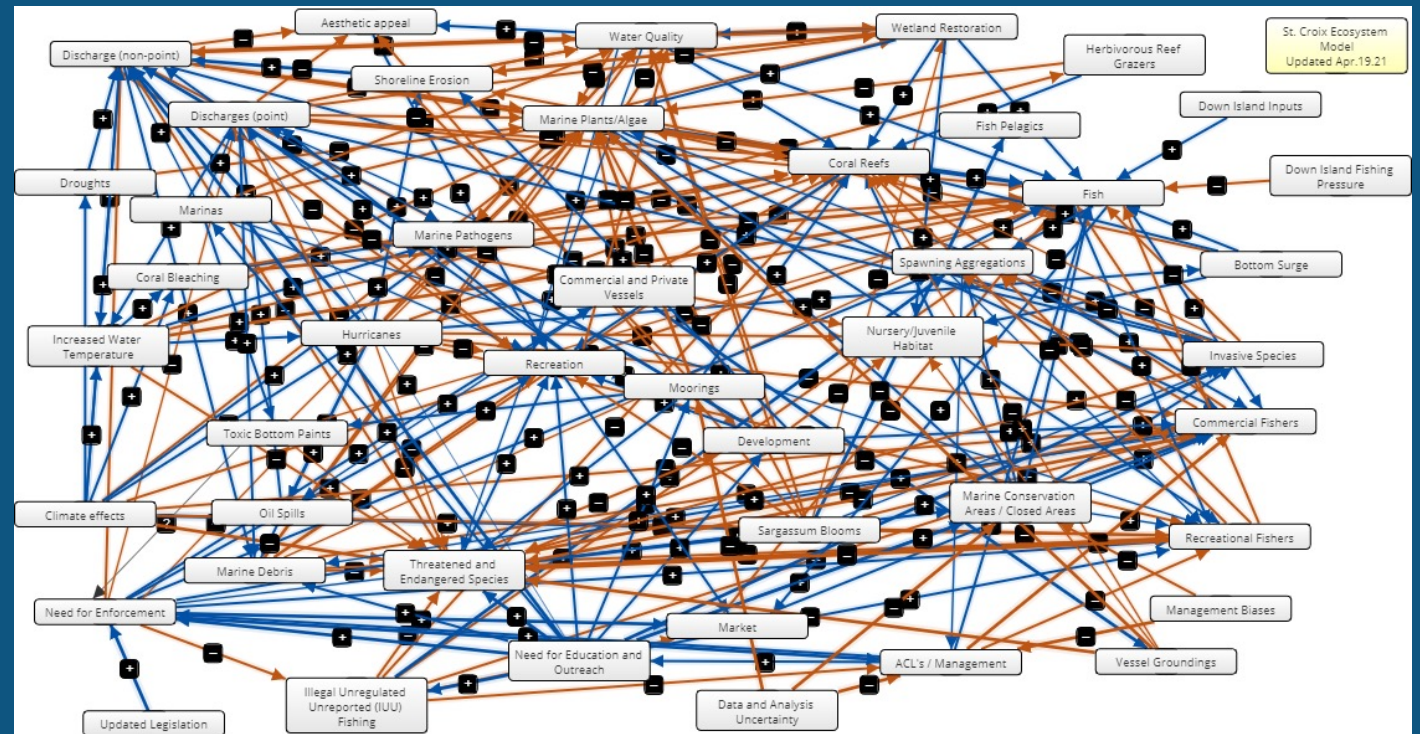 Aesthetic appeal
Water Quality
Wetland Restoration
St. Croix Ecosystem
Model
Updated Apr.19.21
Discharge (non-point)
Herbivorous Reef
Grazers
Shoreline Erosion
Down Island Inputs
Discharges (point)
Marine Plants/Algae
Fish Pelagics
Coral Reefs
Down Island Fishing
Pressure
Droughts
Fish
Marinas
Marine Pathogens
Spawning Aggregations
Bottom Surge
Coral Bleaching
Commercial and Private
Vessels
Increased Water
Temperature
Hurricanes
Nursery/Juvenile
Habitat
Invasive Species
Recreation
Moorings
Commercial Fishers
Toxic Bottom Paints
Development
Climate effects
Oil Spills
Marine Conservation
Areas / Closed Areas
Sargassum Blooms
Recreational Fishers
Marine Debris
Threatened and
Endangered Species
Need for Enforcement
Management Biases
Market
Need for Education and
Outreach
ACL's / Management
Vessel Groundings
Illegal Unregulated
Unreported (IUU)
Fishing
Data and Analysis
Uncertainty
Updated Legislation